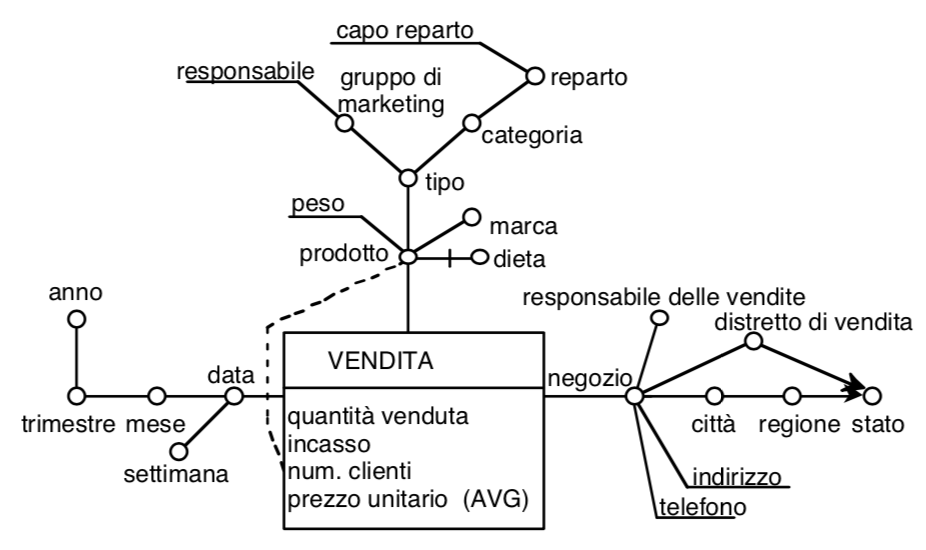 capo reparto
responsabile
gruppo di
marketing
reparto
categoria
tipo
peso
marca
prodotto
dieta
anno
responsabile delle vendite
distretto di vendita
VENDITA
data
negozio
trimestre
mese
quantità venduta
città
regione
stato
incasso
settimana
num. clienti
indirizzo
prezzo unitario (AVG)
telefono